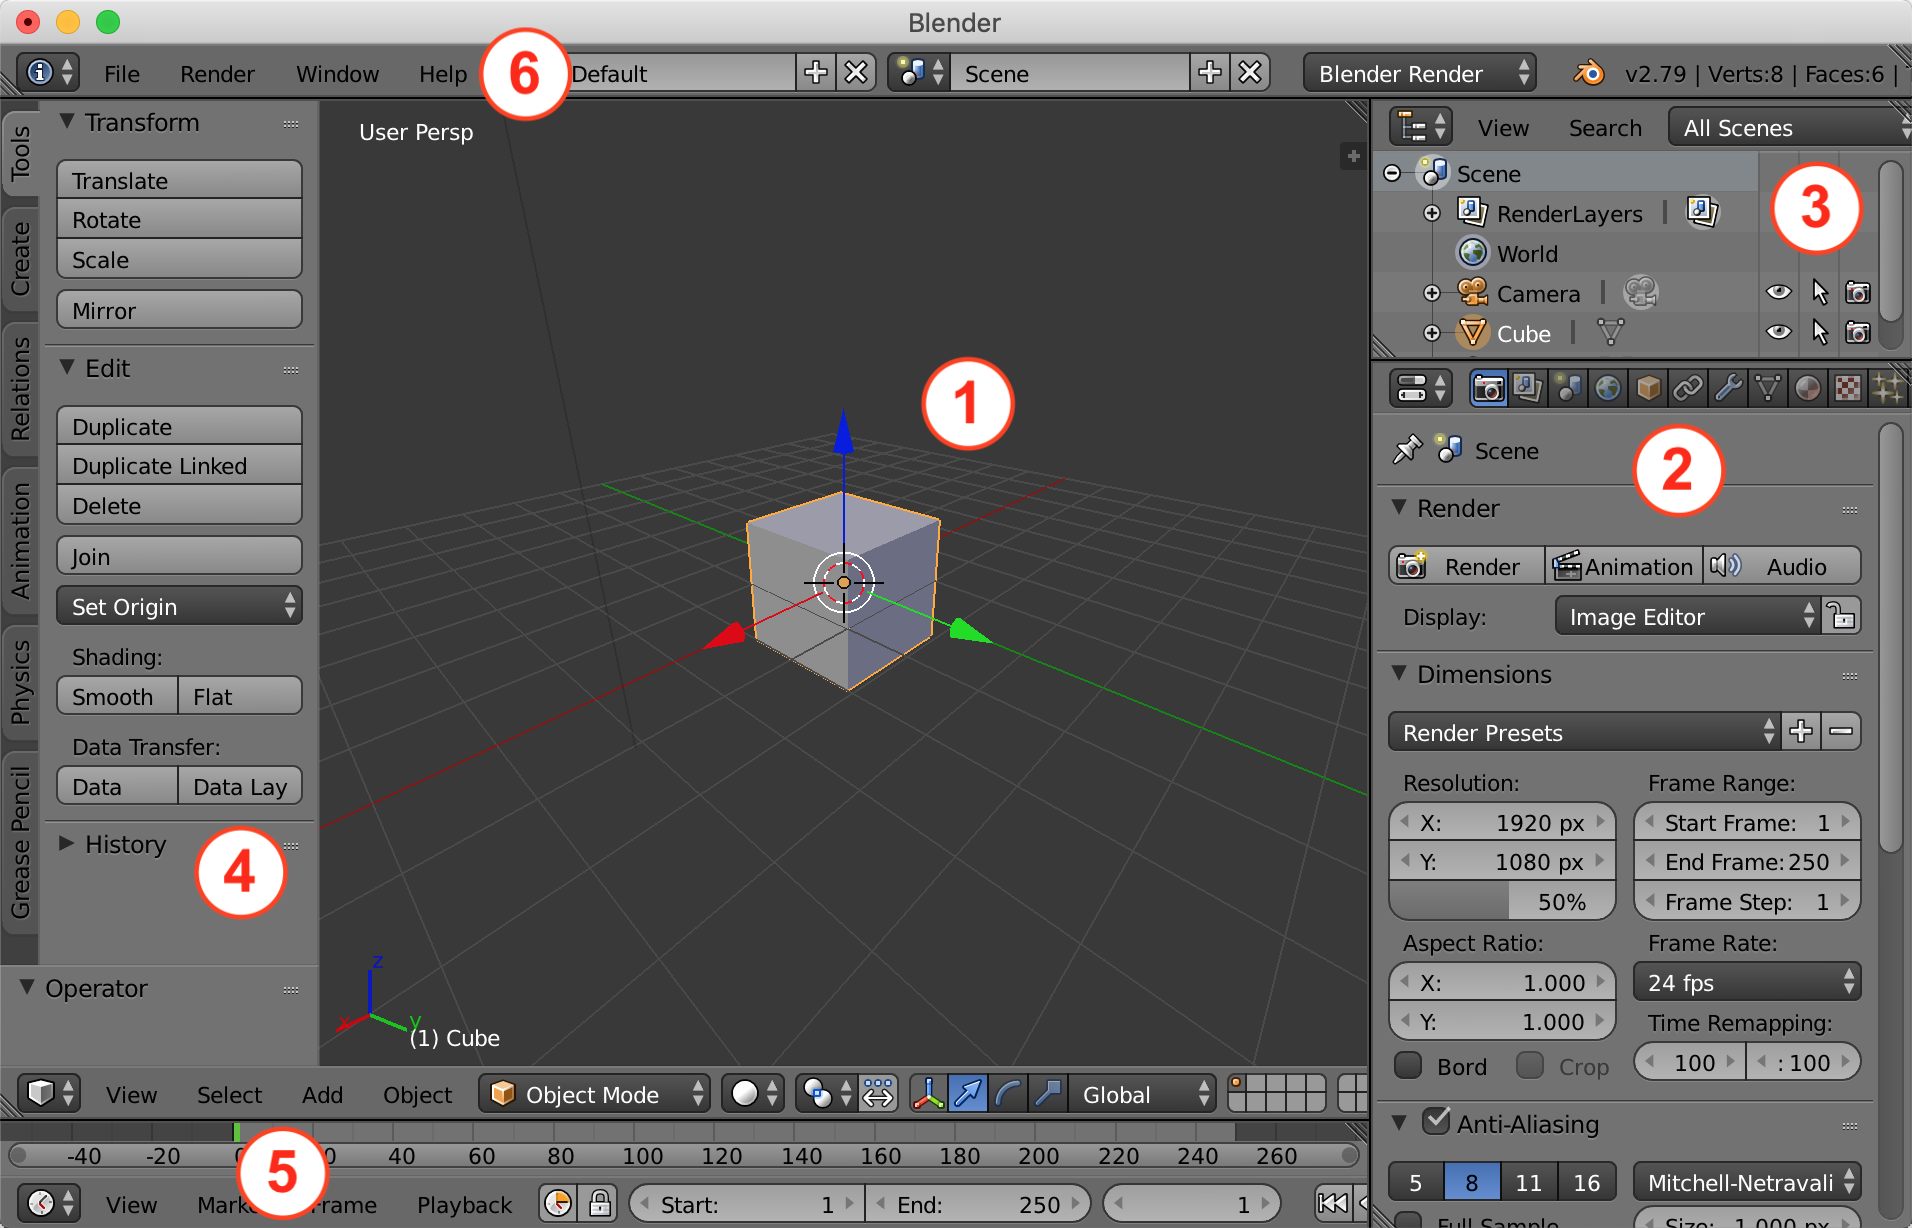 Blender
File Render Window Help 6 Default Scene Blender Render v2.79 | Verts:8 | Faces:6 |
Tools
Create
Relations
Animation
Physics
Grease Pencil
Transform
Translate
Rotate
Scale
Mirror
Edit
Duplicate
Duplicate Linked
Delete
Join
Set Origin
Shading:
Smooth Flat
Data Transfer:
Data Data Lay
History
4
Operator
User Persp
1
z
x y
(1) Cube
View Select Add Object Object Mode Global
-40 -20 0 20 40 60 80 100 120 140 160 180 200 220 240 260
5
View Mark Frame Playback Start: 1 End: 250 1
View Search All Scenes
Scene
3
RenderLayers
World
Camera
Cube
Scene
2
Render
Render Animation Audio
Display: Image Editor
Dimensions
Render Presets
Resolution: Frame Range:
X: 1920 px Start Frame: 1
Y: 1080 px End Frame: 250
50% Frame Step: 1
Aspect Ratio: Frame Rate:
X: 1.000 24 fps
Y: 1.000 Time Remapping:
Bord Crop 100 : 100
Anti-Aliasing
5 8 11 16 Mitchell-Netravali
Full Sample Size: 1.000 px